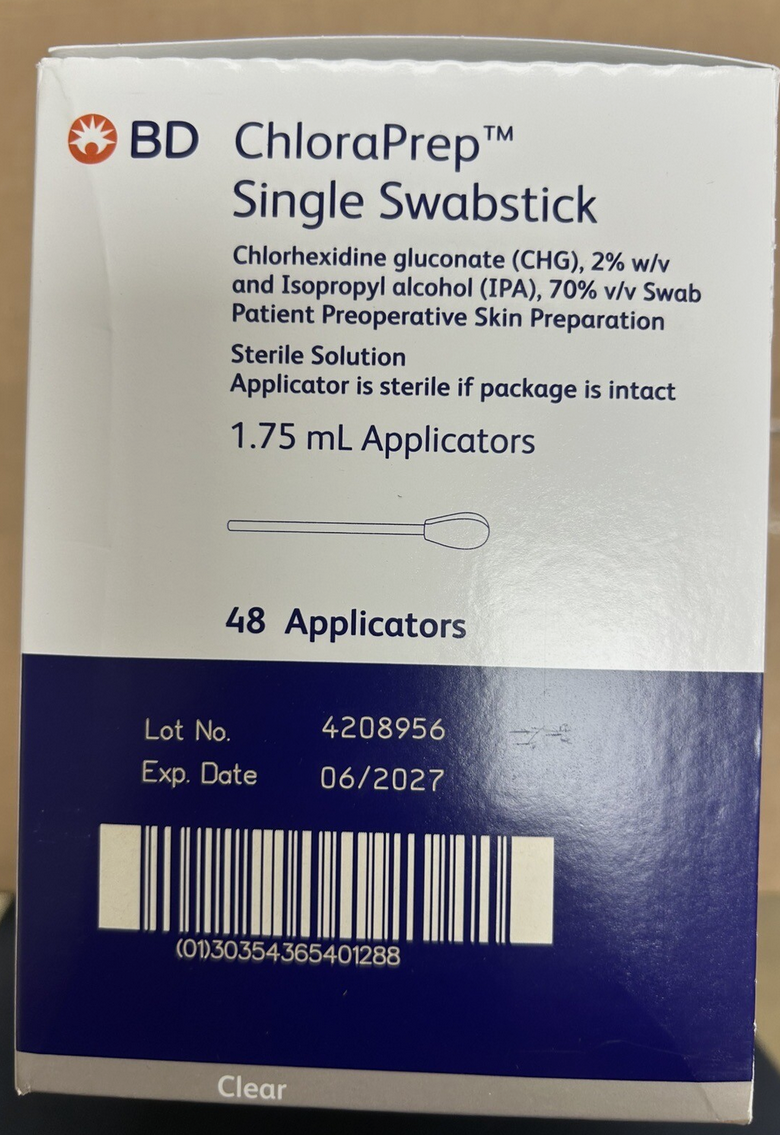 BD ChloraPrep™
Single Swabstick
Chlorhexidine gluconate (CHG), 2% w/v
and Isopropyl alcohol (IPA), 70% v/v Swab
Patient Preoperative Skin Preparation
Sterile Solution
Applicator is sterile if package is intact
1.75 mL Applicators
48 Applicators
Lot No. 4208956
Exp. Date 06/2027
(01)30354365401288
Clear